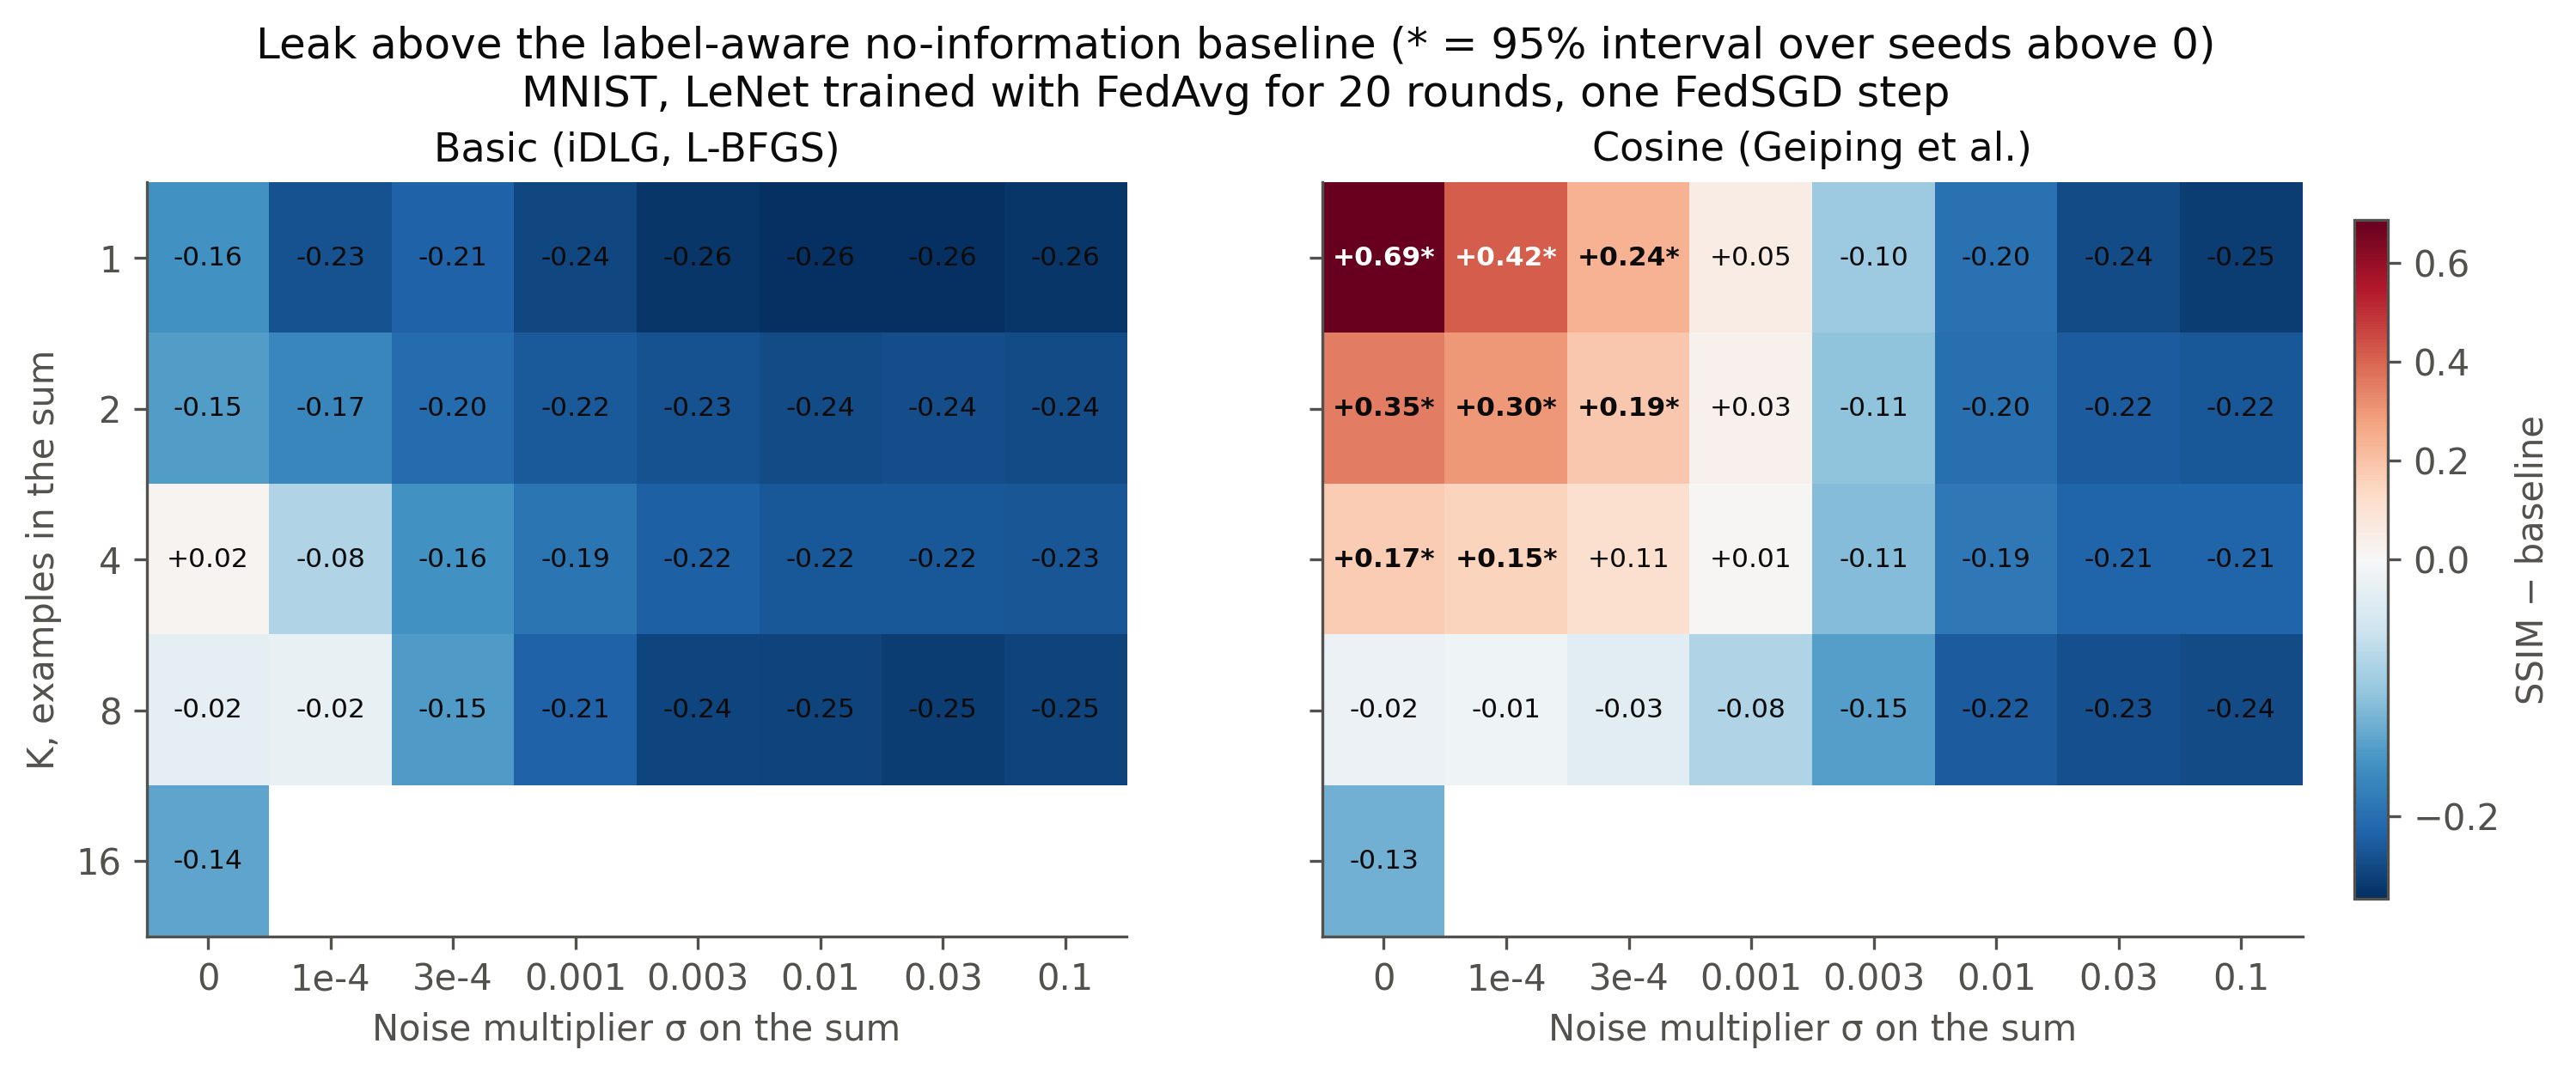 Leak above the label-aware no-information baseline (* = 95% interval over seeds above 0)
MNIST, LeNet trained with FedAvg for 20 rounds, one FedSGD step
Basic (iDLG, L-BFGS)
K, examples in the sum
1 -0.16 -0.23 -0.21 -0.24 -0.26 -0.26 -0.26 -0.26
2 -0.15 -0.17 -0.20 -0.22 -0.23 -0.24 -0.24 -0.24
4 +0.02 -0.08 -0.16 -0.19 -0.22 -0.22 -0.22 -0.23
8 -0.02 -0.02 -0.15 -0.21 -0.24 -0.25 -0.25 -0.25
16 -0.14
0 1e-4 3e-4 0.001 0.003 0.01 0.03 0.1
Noise multiplier σ on the sum
Cosine (Geiping et al.)
+0.69* +0.42* +0.24* +0.05 -0.10 -0.20 -0.24 -0.25
+0.35* +0.30* +0.19* +0.03 -0.11 -0.20 -0.22 -0.22
+0.17* +0.15* +0.11 +0.01 -0.11 -0.19 -0.21 -0.21
-0.02 -0.01 -0.03 -0.08 -0.15 -0.22 -0.23 -0.24
-0.13
0 1e-4 3e-4 0.001 0.003 0.01 0.03 0.1
Noise multiplier σ on the sum
0.6
0.4
0.2
0.0
−0.2
SSIM − baseline